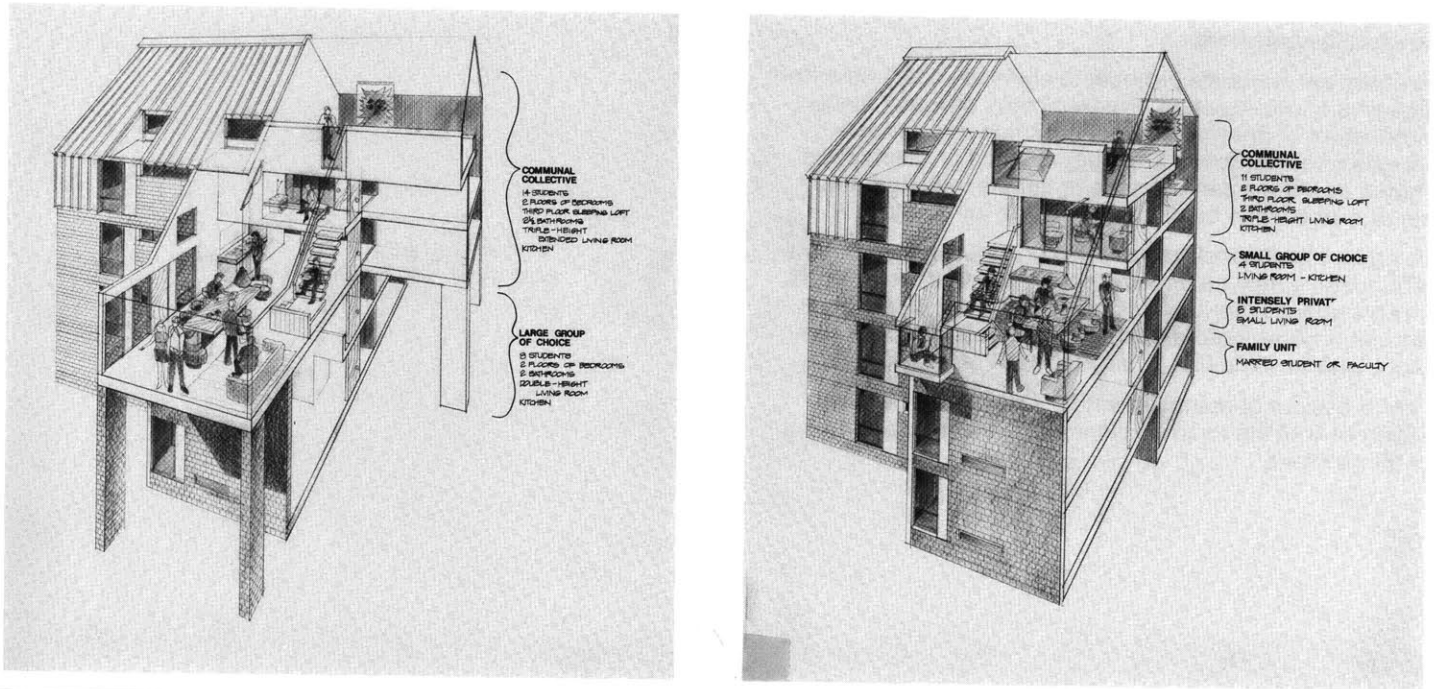 COMMUNAL
COLLECTIVE
14 STUDENTS
2 FLOORS OF BEDROOMS
THIRD FLOOR SLEEPING LOFT
2½ BATHROOMS
TRIPLE-HEIGHT
EXTENDED LIVING ROOM
KITCHEN
LARGE GROUP
OF CHOICE
8 STUDENTS
2 FLOORS OF BEDROOMS
2 BATHROOMS
DOUBLE-HEIGHT
LIVING ROOM
KITCHEN
COMMUNAL
COLLECTIVE
11 STUDENTS
2 FLOORS OF BEDROOMS
THIRD FLOOR SLEEPING LOFT
2 BATHROOMS
TRIPLE-HEIGHT LIVING ROOM
KITCHEN
SMALL GROUP OF CHOICE
4 STUDENTS
LIVING ROOM - KITCHEN
INTENSELY PRIVAT
5 STUDENTS
SMALL LIVING ROOM
FAMILY UNIT
MARRIED STUDENT OR FACULTY